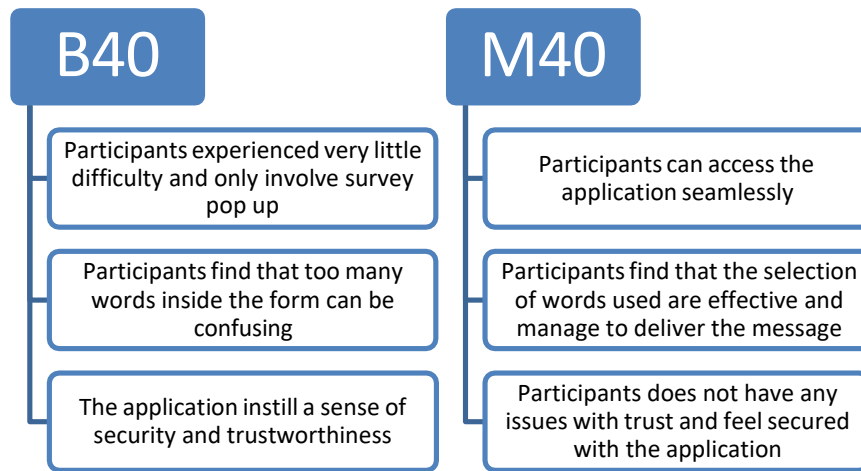 B40
Participants experienced very little
difficulty and only involve survey
pop up
Participants find that too many
words inside the form can be
confusing
The application instill a sense of
security and trustworthiness
M40
Participants can access the
application seamlessly
Participants find that the selection
of words used are effective and
manage to deliver the message
Participants does not have any
issues with trust and feel secured
with the application